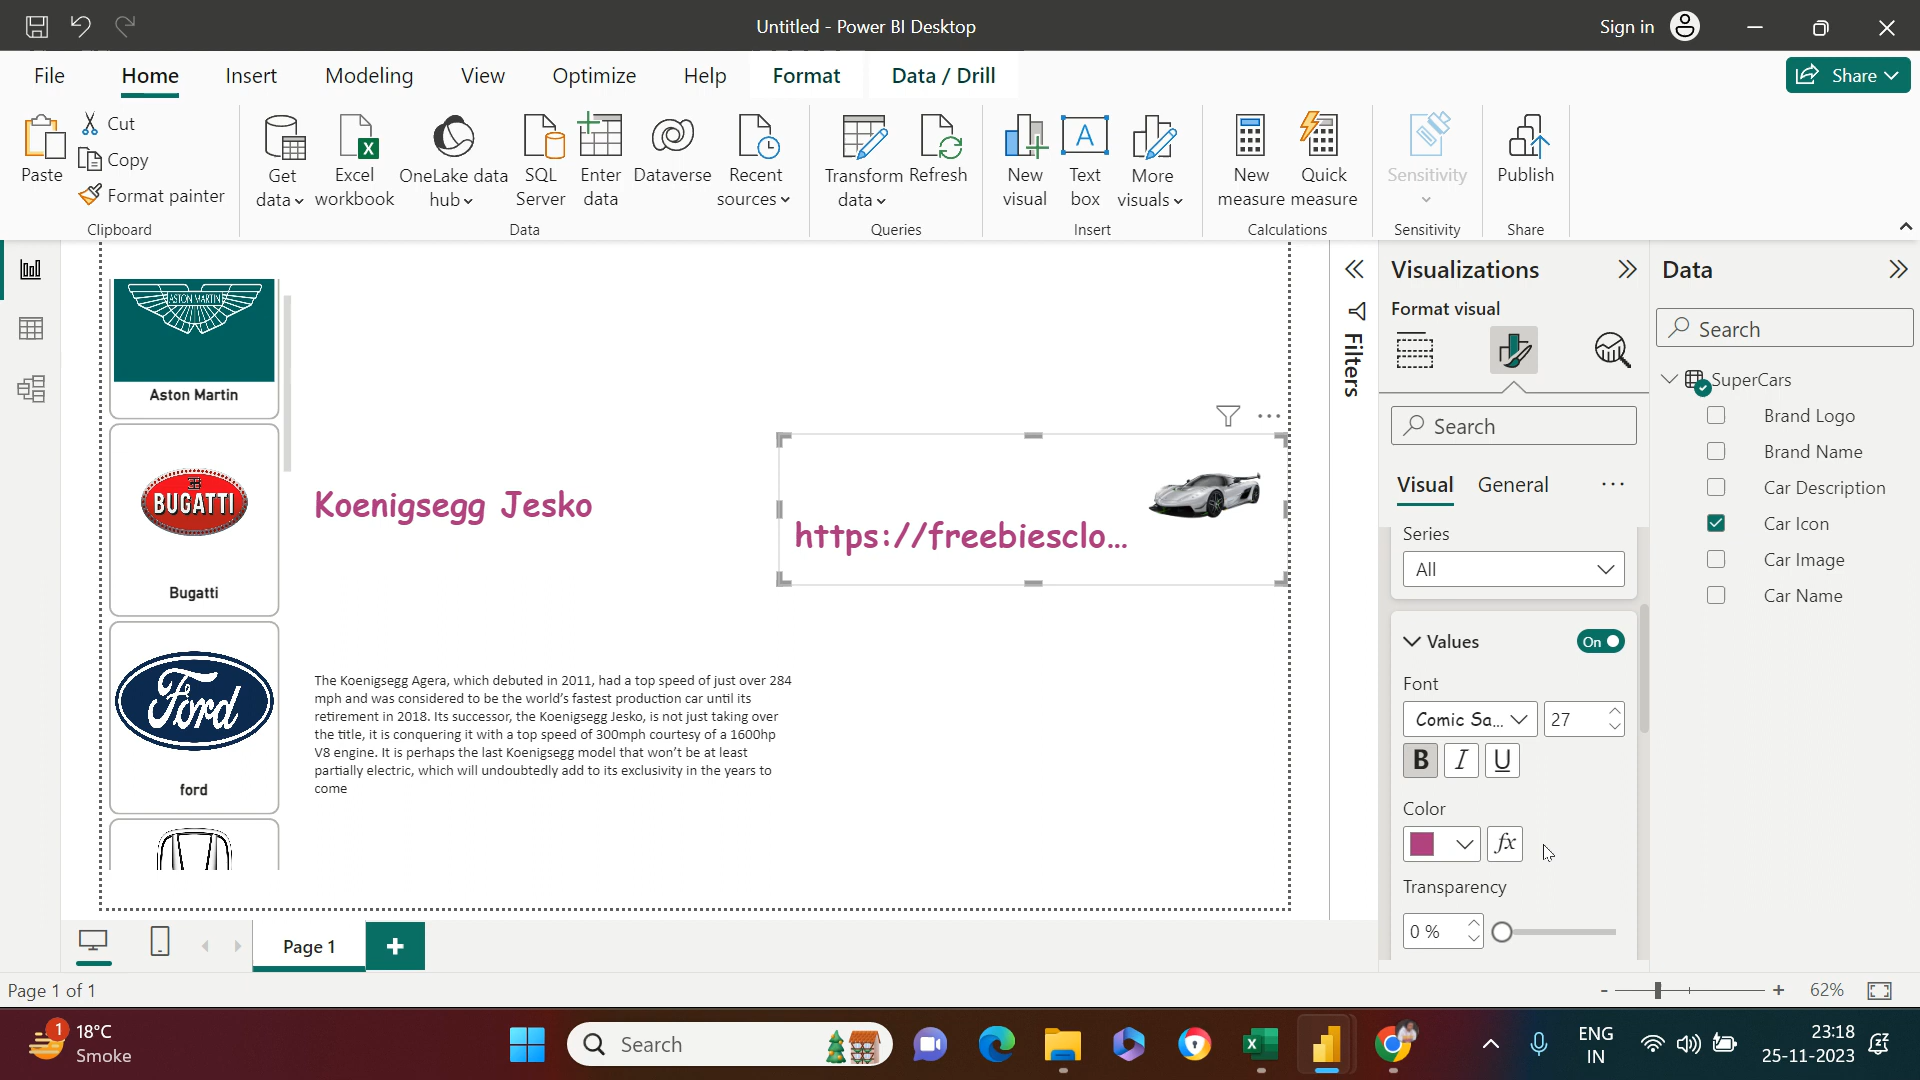 Untitled - Power BI Desktop
Sign in
File
Home
Insert
Modeling
View
Optimize
Help
Format
Data / Drill
Share
Paste
Cut
Copy
Format painter
Clipboard
Get data
Excel workbook
OneLake data hub
SQL Server
Enter data
Dataverse
Recent sources
Data
Transform data
Refresh
Queries
New visual
Text box
More visuals
Insert
New measure
Quick measure
Calculations
Sensitivity
Sensitivity
Publish
Share
ASTON MARTIN
Aston Martin
BUGATTI
Bugatti
Ford
ford
Koenigsegg Jesko
https://freebiesclo...
The Koenigsegg Agera, which debuted in 2011, had a top speed of just over 284
mph and was considered to be the world's fastest production car until its
retirement in 2018. Its successor, the Koenigsegg Jesko, is not just taking over
the title, it is conquering it with a top speed of 300mph courtesy of a 1600hp
V8 engine. It is perhaps the last Koenigsegg model that won't be at least
partially electric, which will undoubtedly add to its exclusivity in the years to
come
Filters
Visualizations
Format visual
Search
Visual
General
Series
All
Values
On
Font
Comic Sa...
27
B
I
U
Color
fx
Transparency
0 %
Data
Search
SuperCars
Brand Logo
Brand Name
Car Description
Car Icon
Car Image
Car Name
Page 1
Page 1 of 1
62%
1
18°C
Smoke
Search
ENG
IN
23:18
25-11-2023